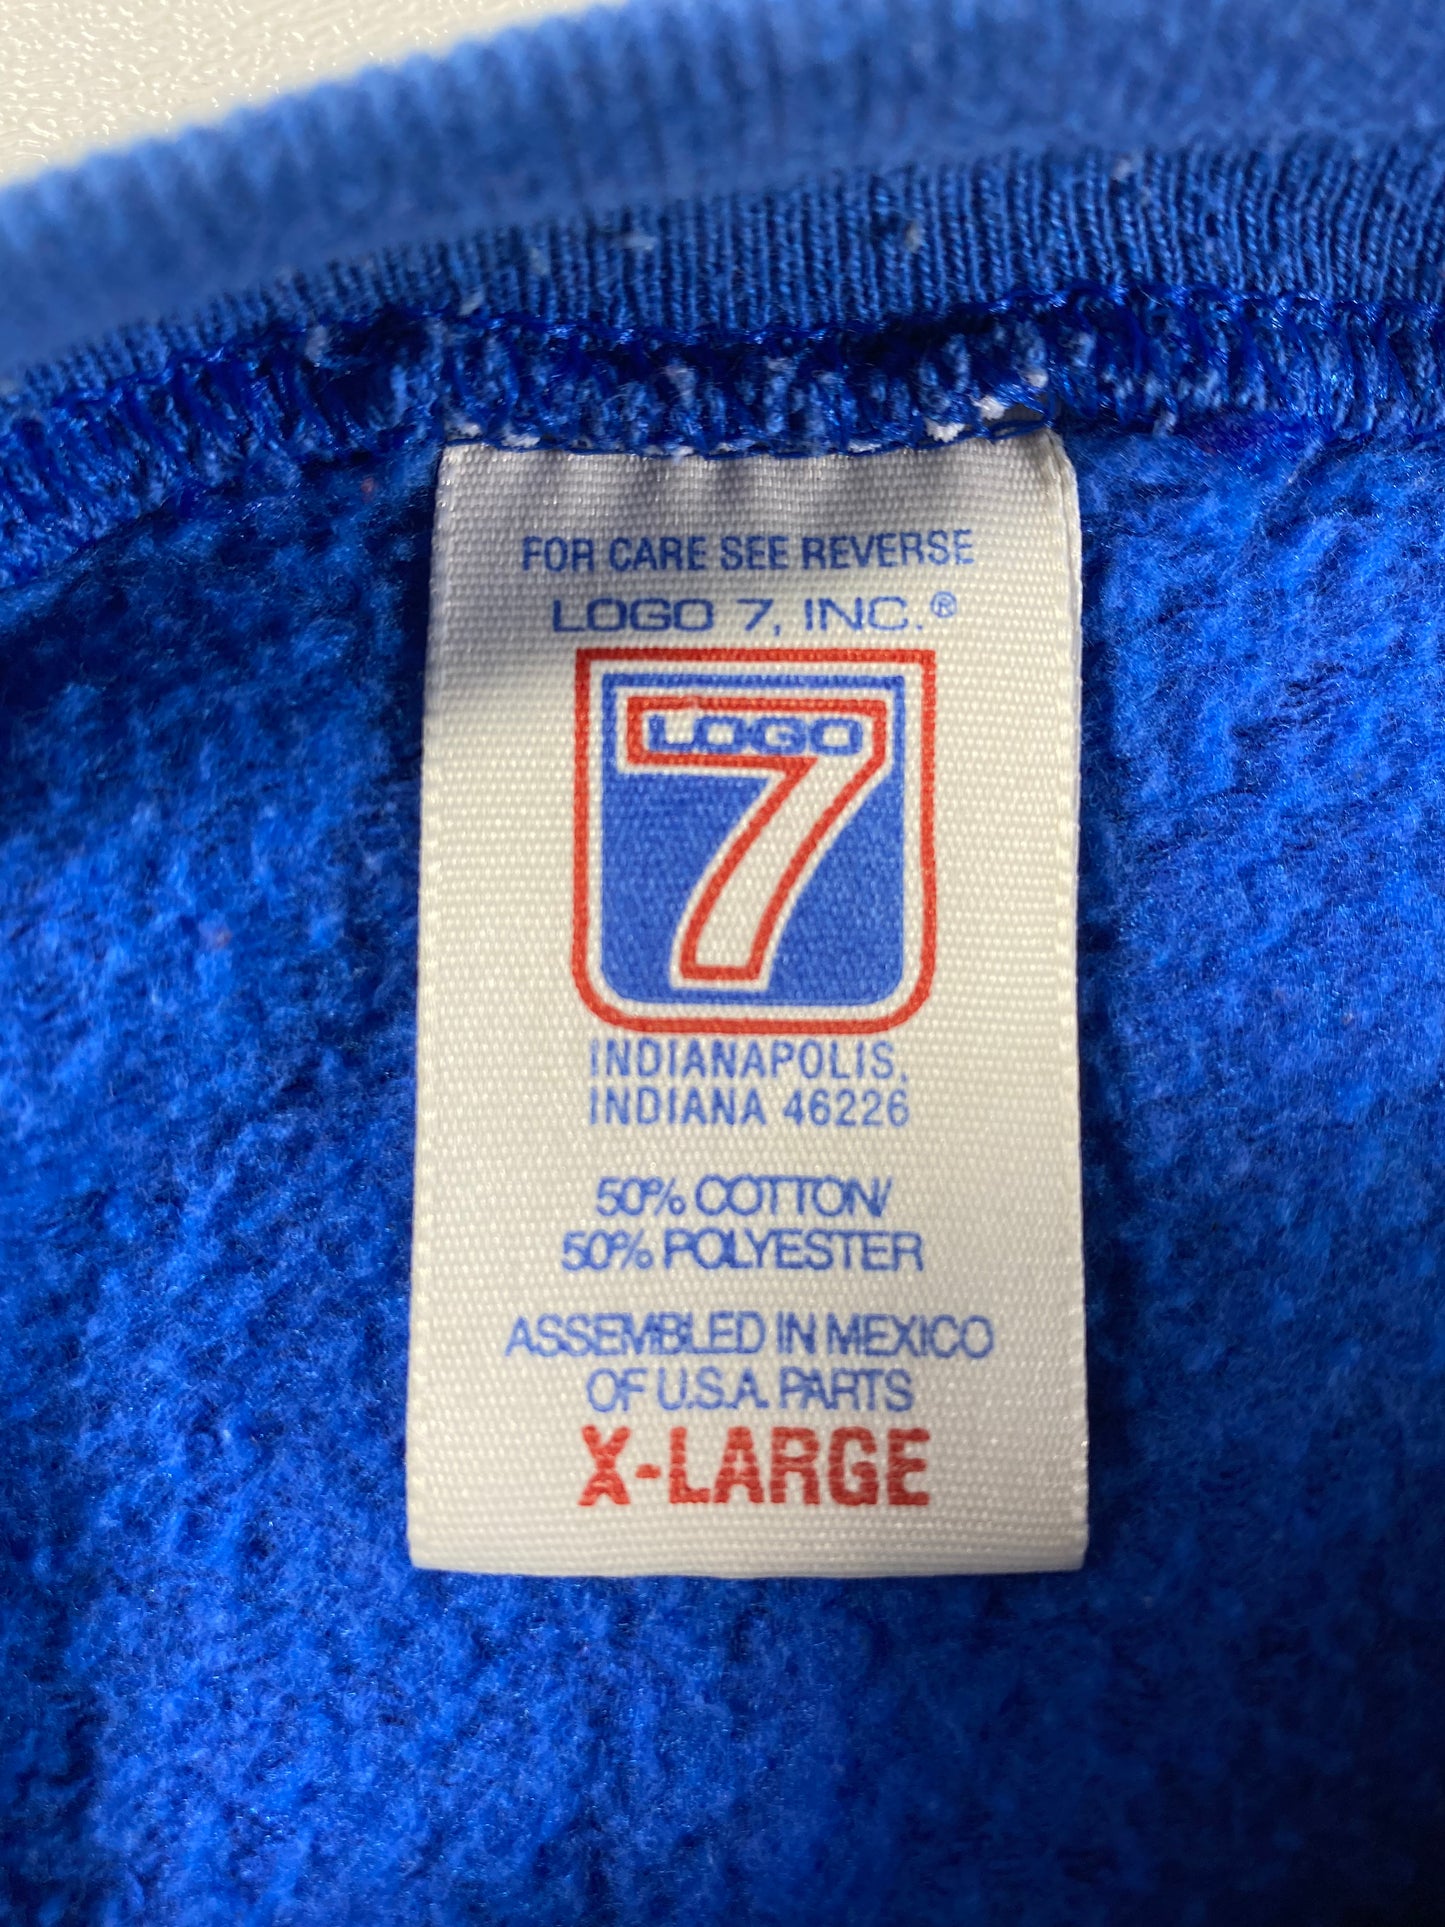 FOR CARE SEE REVERSE
LOGO 7, INC.®
LOGO
7
INDIANAPOLIS,
INDIANA 46226
50% COTTON/
50% POLYESTER
ASSEMBLED IN MEXICO
OF U.S.A. PARTS
X-LARGE